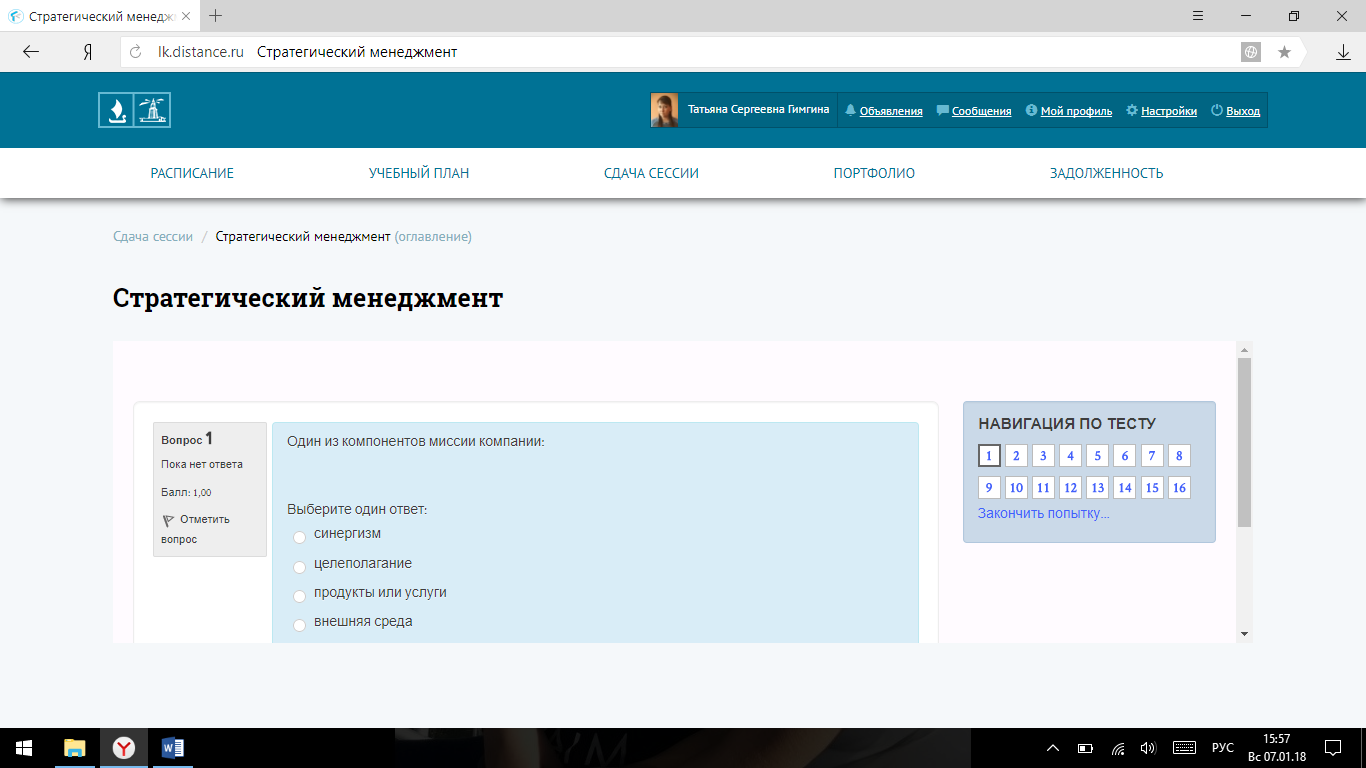 Стратегический менедж
lk.distance.ru Стратегический менеджмент
Татьяна Сергеевна Гимгина Объявления Сообщения Мой профиль Настройки Выход
РАСПИСАНИЕ УЧЕБНЫЙ ПЛАН СДАЧА СЕССИИ ПОРТФОЛИО ЗАДОЛЖЕННОСТЬ
Сдача сессии / Стратегический менеджмент (оглавление)
Стратегический менеджмент
Вопрос 1
Пока нет ответа
Балл: 1,00
Отметить
вопрос
Один из компонентов миссии компании:
Выберите один ответ:
синергизм
целеполагание
продукты или услуги
внешняя среда
НАВИГАЦИЯ ПО ТЕСТУ
1 2 3 4 5 6 7 8
9 10 11 12 13 14 15 16
Закончить попытку...
РУС
15:57
Вс 07.01.18